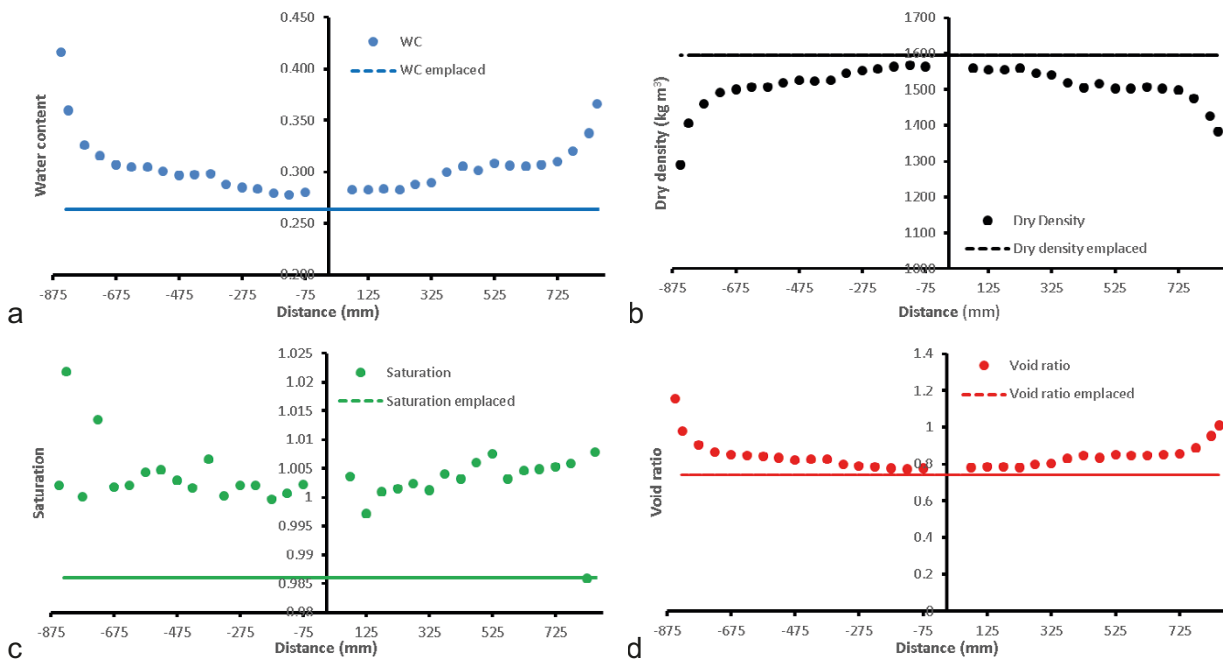 0.450
0.400
0.350
0.300
0.250
0.200
Water content
WC
WC emplaced
-875 -675 -475 -275 -75 125 325 525 725
Distance (mm)
a
1700
1600
1500
1400
1300
1200
1100
1000
Dry density (kg m³)
Dry Density
Dry density emplaced
-875 -675 -475 -275 -75 125 325 525 725
Distance (mm)
b
1.025
1.02
1.015
1.01
1.005
1
0.995
0.99
0.985
0.98
Saturation
Saturation
Saturation emplaced
-875 -675 -475 -275 -75 125 325 525 725
Distance (mm)
c
1.4
1.2
1
0.8
0.6
0.4
0.2
0
Void ratio
Void ratio
Void ratio emplaced
-875 -675 -475 -275 -75 125 325 525 725
Distance (mm)
d